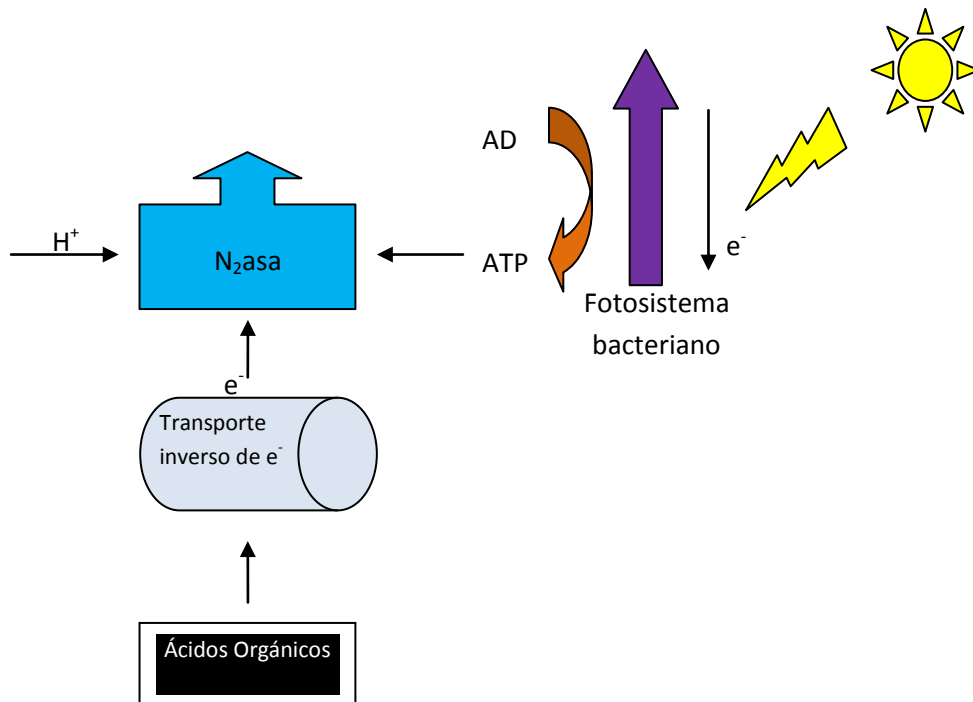 AD
H⁺
N₂asa
ATP
e⁻
Fotosistema
bacteriano
e⁻
Transporte
inverso de e⁻
Ácidos Orgánicos